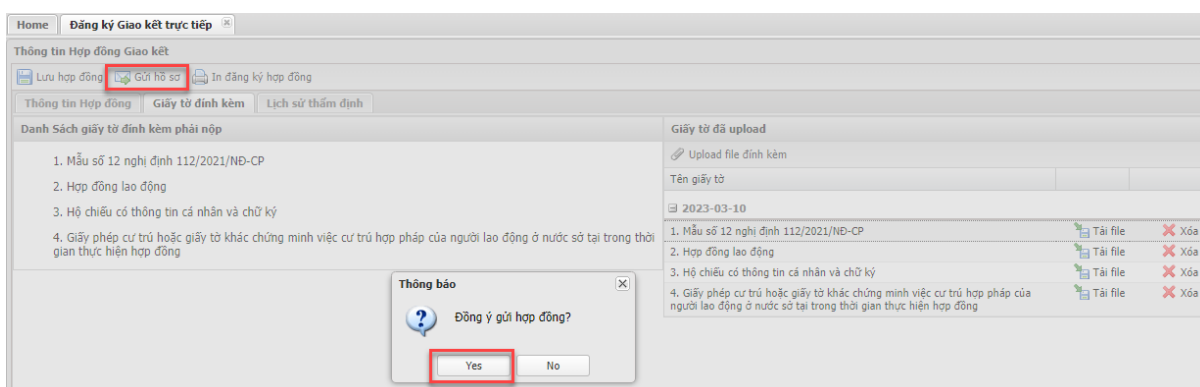 Home Đăng ký Giao kết trực tiếp
Thông tin Hợp đồng Giao kết
Lưu hợp đồng Gửi hồ sơ In đăng ký hợp đồng
Thông tin Hợp đồng Giấy tờ đính kèm Lịch sử thẩm định
Danh Sách giấy tờ đính kèm phải nộp
1. Mẫu số 12 nghị định 112/2021/NĐ-CP
2. Hợp đồng lao động
3. Hộ chiếu có thông tin cá nhân và chữ ký
4. Giấy phép cư trú hoặc giấy tờ khác chứng minh việc cư trú hợp pháp của người lao động ở nước sở tại trong thời
gian thực hiện hợp đồng
Giấy tờ đã upload
Upload file đính kèm
Tên giấy tờ
2023-03-10
1. Mẫu số 12 nghị định 112/2021/NĐ-CP Tải file Xóa
2. Hợp đồng lao động Tải file Xóa
3. Hộ chiếu có thông tin cá nhân và chữ ký Tải file Xóa
4. Giấy phép cư trú hoặc giấy tờ khác chứng minh việc cư trú hợp pháp của Tải file Xóa
người lao động ở nước sở tại trong thời gian thực hiện hợp đồng
Thông báo
Đồng ý gửi hợp đồng?
Yes No